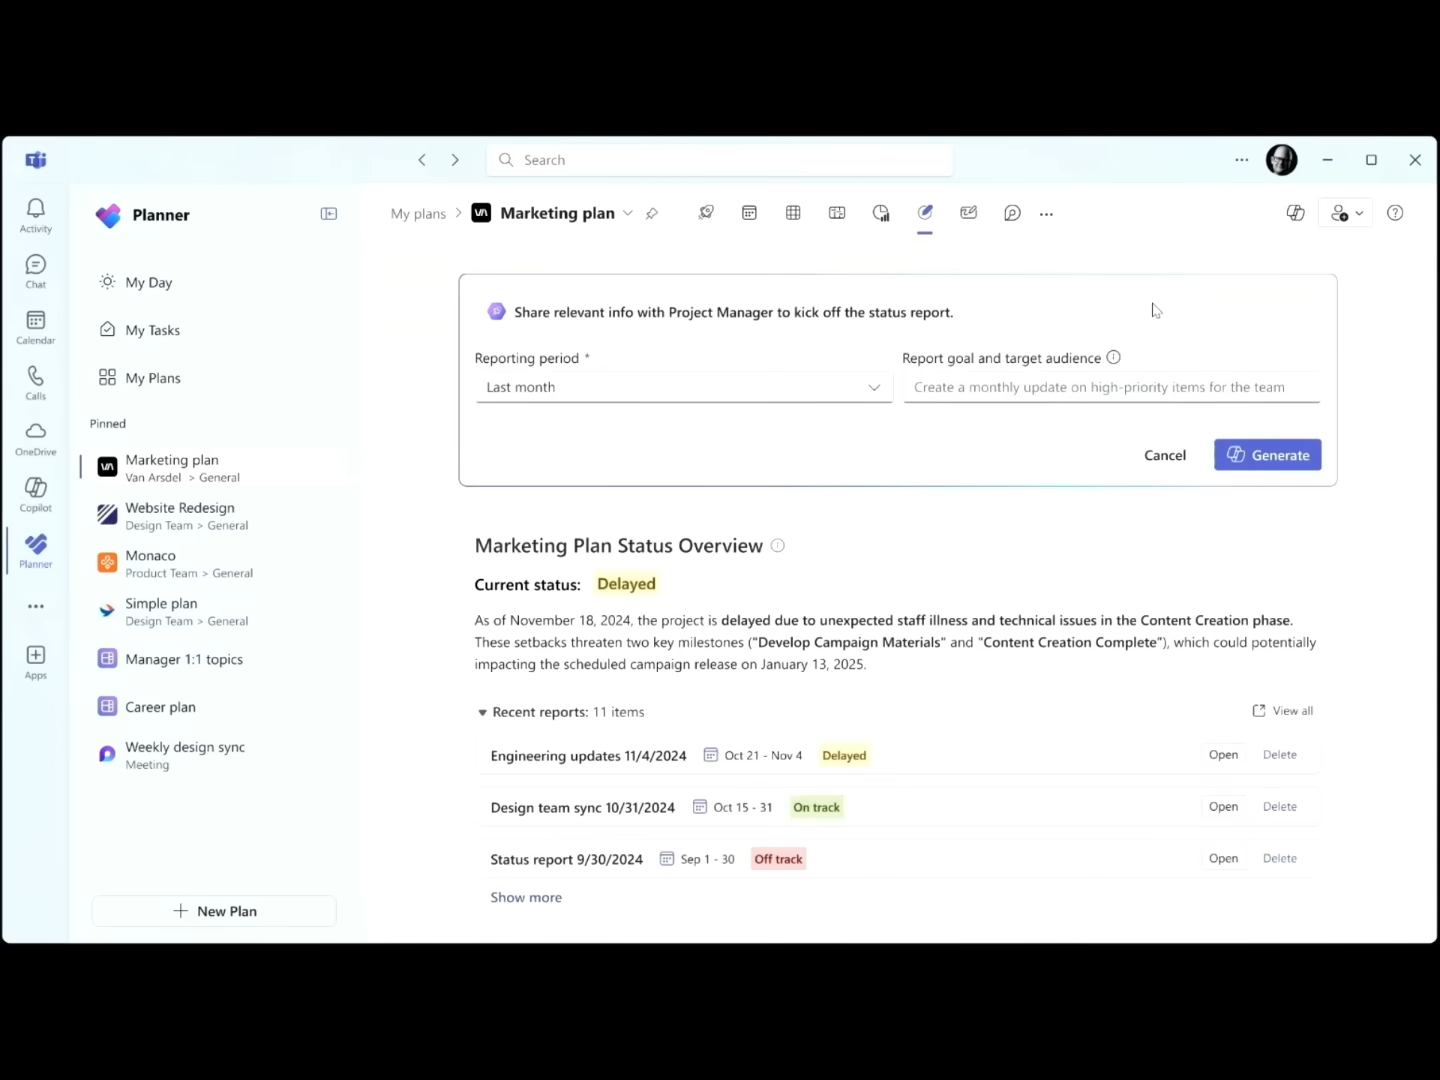 Search
Activity
Chat
Calendar
Calls
OneDrive
Copilot
Planner
Apps
Planner
My Day
My Tasks
My Plans
Pinned
Marketing plan
Van Arsdel > General
Website Redesign
Design Team > General
Monaco
Product Team > General
Simple plan
Design Team > General
Manager 1:1 topics
Career plan
Weekly design sync
Meeting
New Plan
My plans > VA Marketing plan
Share relevant info with Project Manager to kick off the status report.
Reporting period *
Last month
Report goal and target audience
Create a monthly update on high-priority items for the team
Cancel
Generate
Marketing Plan Status Overview
Current status: Delayed
As of November 18, 2024, the project is delayed due to unexpected staff illness and technical issues in the Content Creation phase.
These setbacks threaten two key milestones ("Develop Campaign Materials" and "Content Creation Complete"), which could potentially
impacting the scheduled campaign release on January 13, 2025.
Recent reports: 11 items
View all
Engineering updates 11/4/2024 Oct 21 - Nov 4 Delayed Open Delete
Design team sync 10/31/2024 Oct 15 - 31 On track Open Delete
Status report 9/30/2024 Sep 1 - 30 Off track Open Delete
Show more